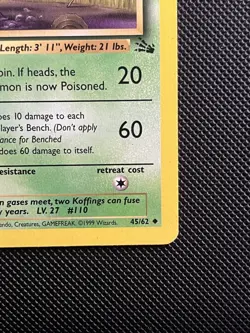 Length: 3' 11", Weight: 21 lbs.
oin. If heads, the 20
mon is now Poisoned.
oes 10 damage to each
layer's Bench. (Don't apply 60
ance for Benched
does 60 damage to itself.
esistance retreat cost
n gases meet, two Koffings can fuse
y years. LV. 27 #110
ndo, Creatures, GAMEFREAK. ©1999 Wizards. 45/62